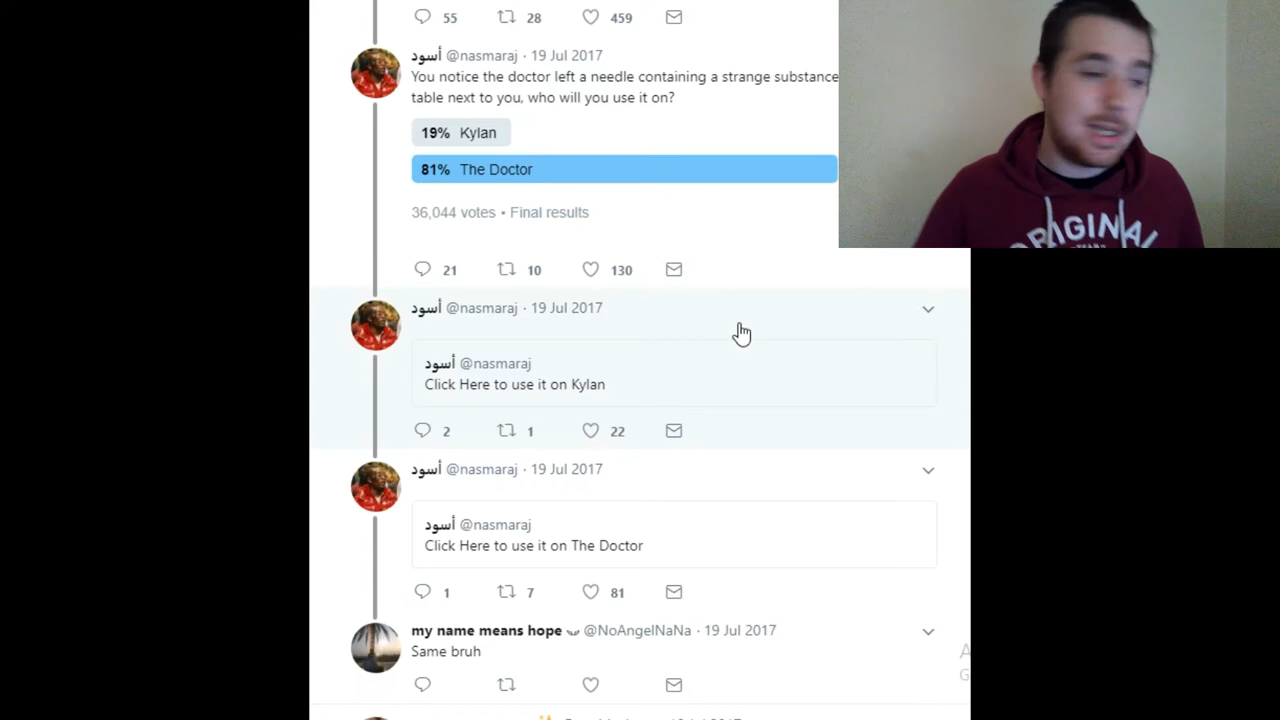 55 28 459
أسود @nasmaraj · 19 Jul 2017
You notice the doctor left a needle containing a strange substance
table next to you, who will you use it on?
19% Kylan
81% The Doctor
36,044 votes • Final results
21 10 130
أسود @nasmaraj · 19 Jul 2017
أسود @nasmaraj
Click Here to use it on Kylan
2 1 22
أسود @nasmaraj · 19 Jul 2017
أسود @nasmaraj
Click Here to use it on The Doctor
1 7 81
my name means hope @NoAngelNaNa · 19 Jul 2017
Same bruh
ORIGINAL